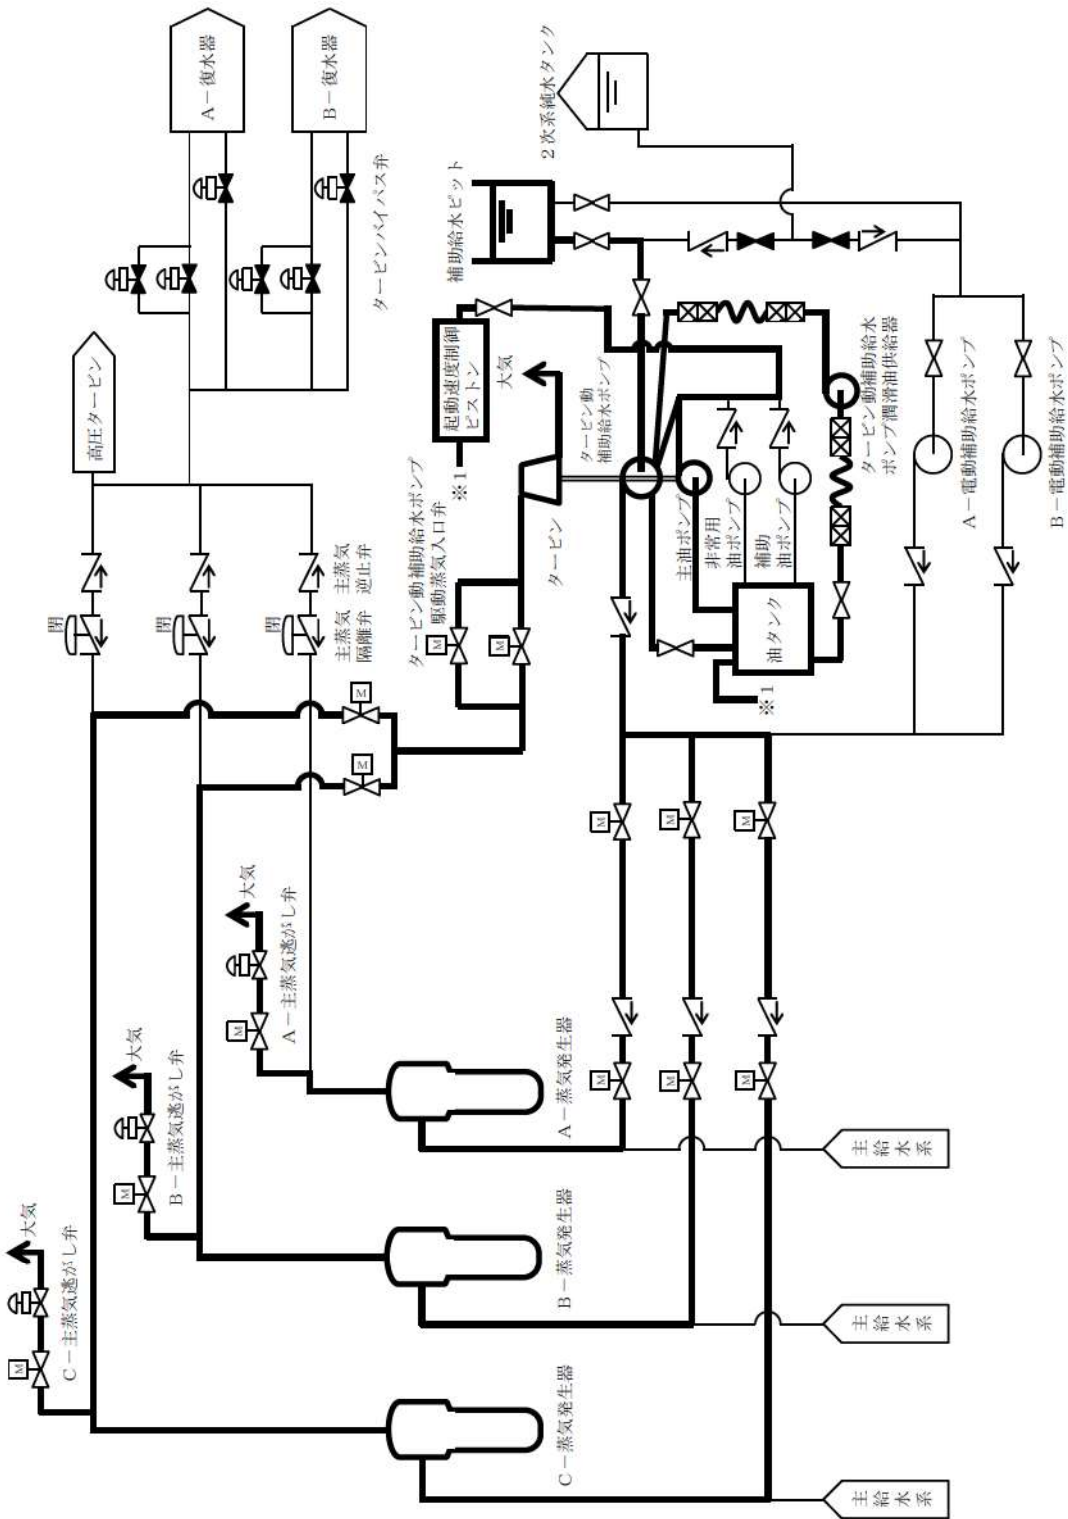 A－復水器
B－復水器
タービンバイパス弁
高圧タービン
2次系純水タンク
補助給水ピット
起動速度制御
ピストン
※1
大気
タービン動
補助給水ポンプ
タービン動補助給水ポンプ
駆動蒸気入口弁
タービン
主油ポンプ
非常用
油ポンプ
補助
油ポンプ
油タンク
※1
タービン動補助給水
ポンプ潤滑油供給器
A－電動補助給水ポンプ
B－電動補助給水ポンプ
閉
閉
閉
主蒸気
逆止弁
主蒸気
隔離弁
M
M
M
M
大気
A－主蒸気逃がし弁
M
大気
B－主蒸気逃がし弁
M
大気
C－主蒸気逃がし弁
M
M
M
M
M
M
M
A－蒸気発生器
B－蒸気発生器
C－蒸気発生器
主給水系
主給水系
主給水系